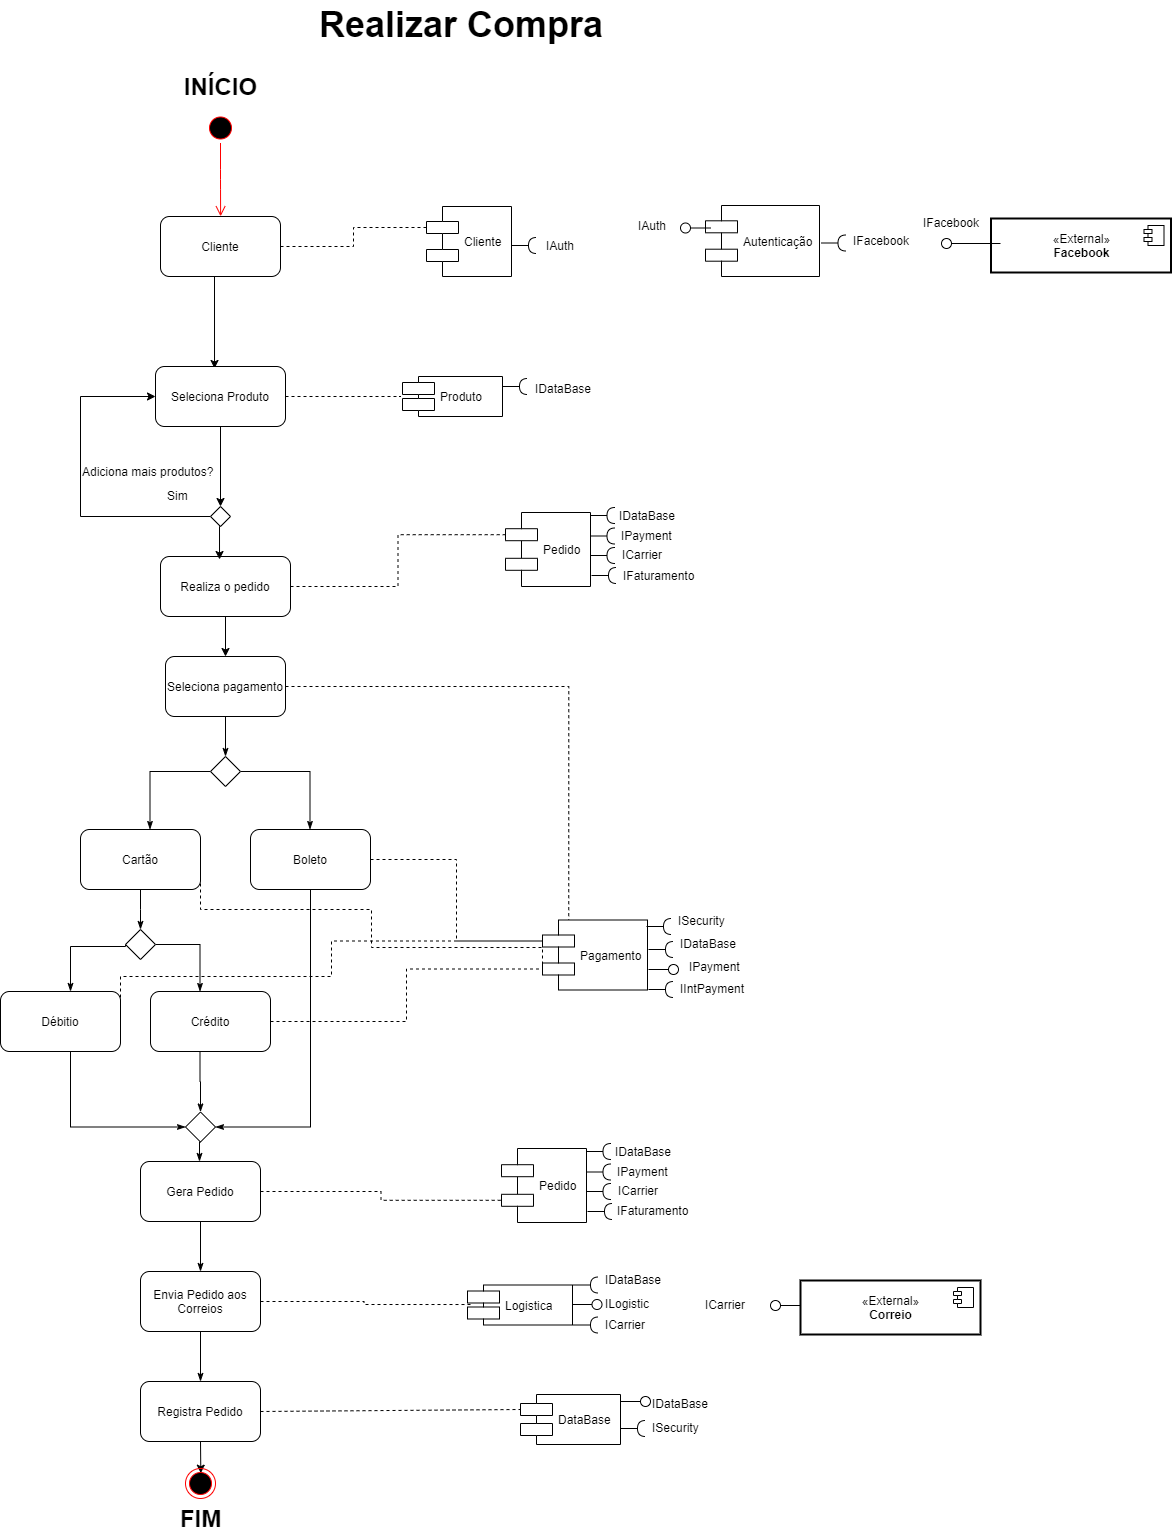 Realizar Compra
INÍCIO
Cliente
Cliente
IAuth
IAuth
Autenticação
IFacebook
IFacebook
«External»
Facebook
Seleciona Produto
Produto
IDataBase
Adiciona mais produtos?
Sim
Realiza o pedido
Pedido
IDataBase
IPayment
ICarrier
IFaturamento
Seleciona pagamento
Cartão
Boleto
Pagamento
ISecurity
IDataBase
IPayment
IIntPayment
Débitio
Crédito
Gera Pedido
Pedido
IDataBase
IPayment
ICarrier
IFaturamento
Envia Pedido aos
Correios
Logistica
IDataBase
ILogistic
ICarrier
ICarrier
«External»
Correio
Registra Pedido
DataBase
IDataBase
ISecurity
FIM